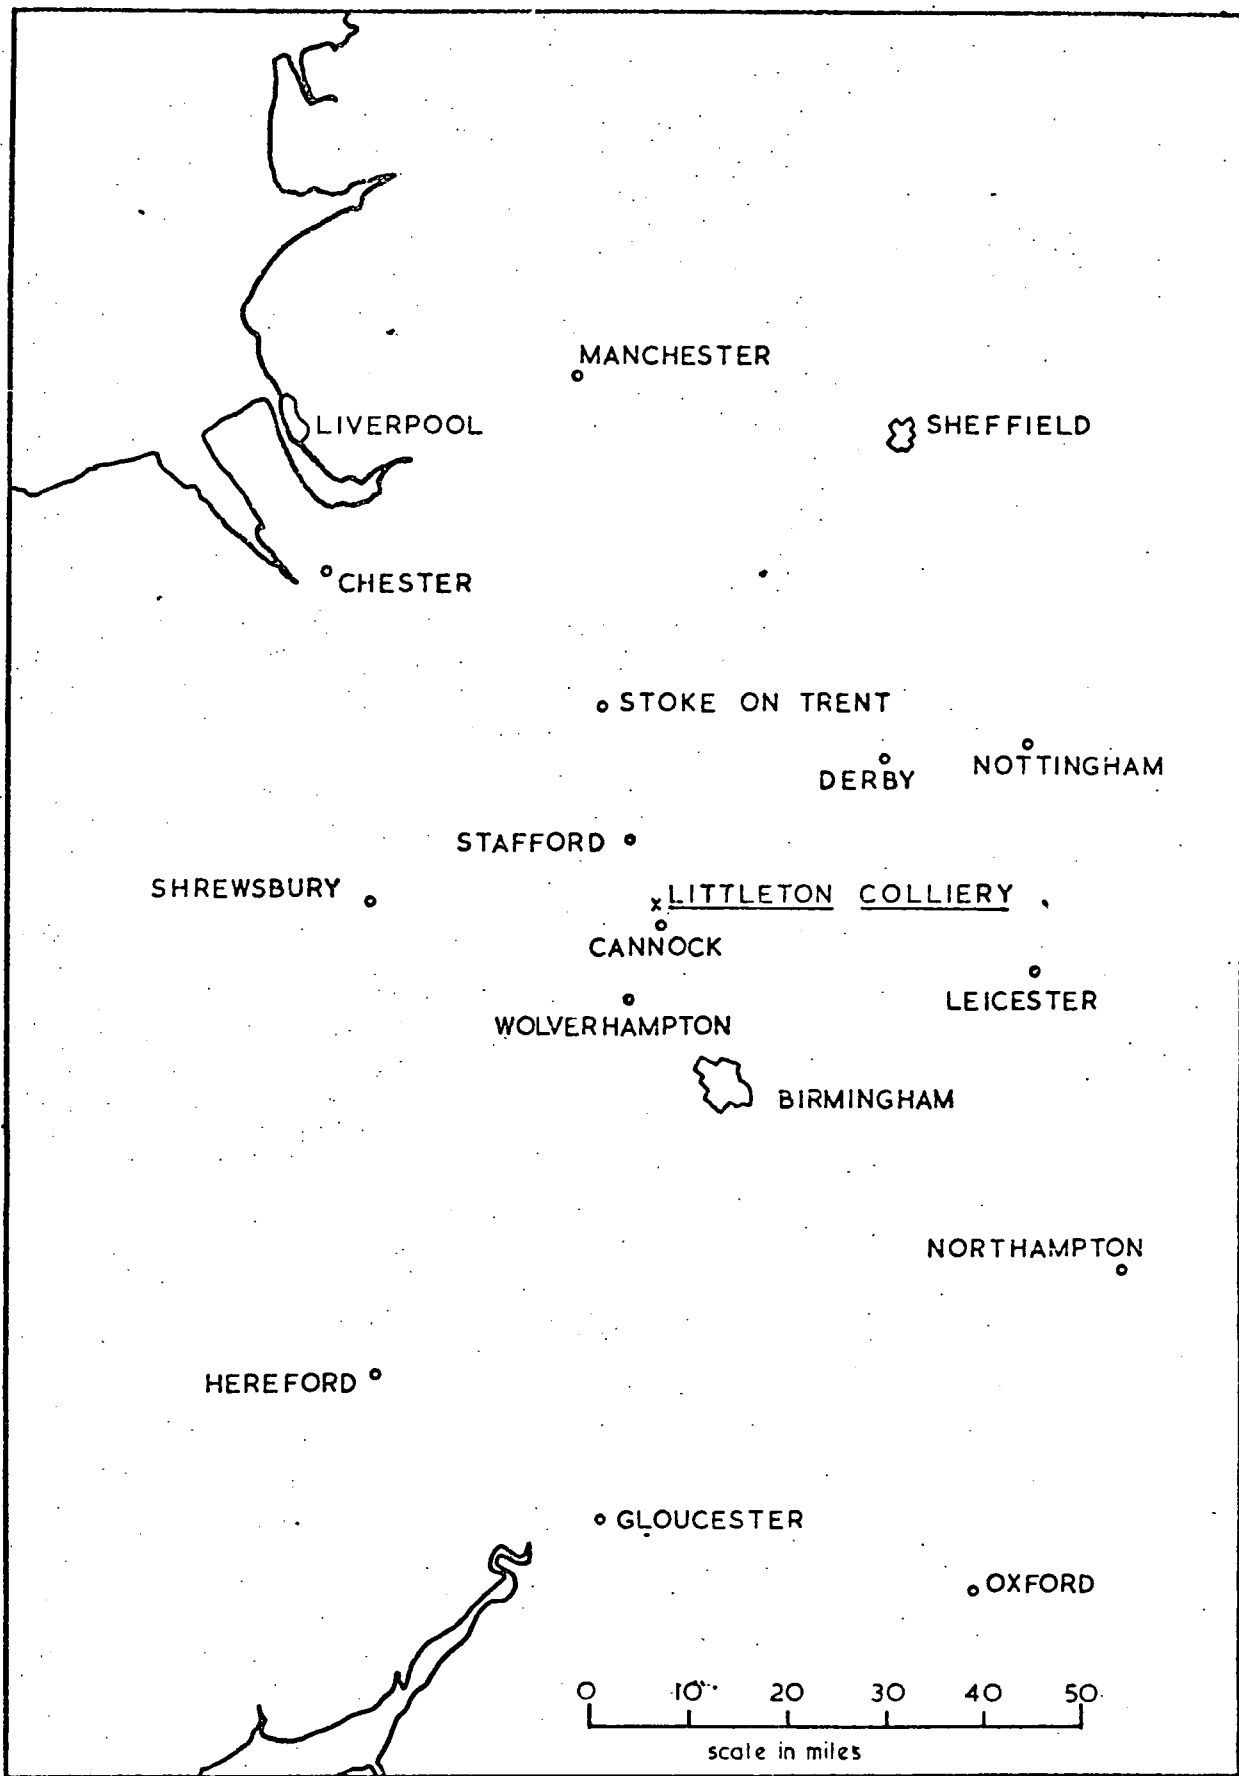 MANCHESTER
LIVERPOOL
SHEFFIELD
CHESTER
STOKE ON TRENT
NOTTINGHAM
DERBY
STAFFORD
SHREWSBURY
LITTLETON COLLIERY
CANNOCK
LEICESTER
WOLVERHAMPTON
BIRMINGHAM
NORTHAMPTON
HEREFORD
GLOUCESTER
OXFORD
0 10 20 30 40 50
scale in miles